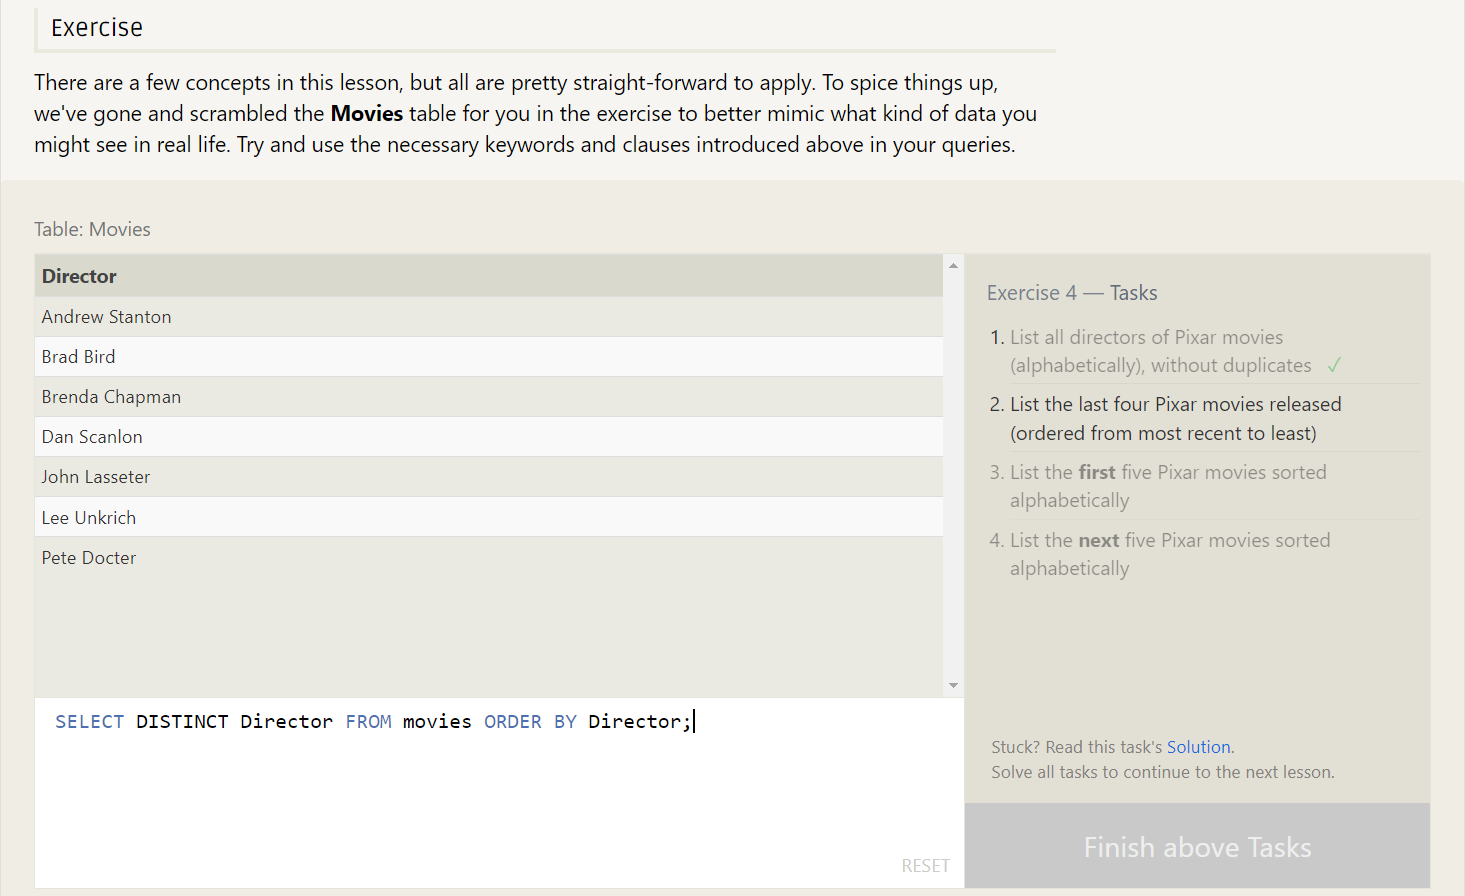 Exercise
There are a few concepts in this lesson, but all are pretty straight-forward to apply. To spice things up,
we've gone and scrambled the Movies table for you in the exercise to better mimic what kind of data you
might see in real life. Try and use the necessary keywords and clauses introduced above in your queries.
Table: Movies
Director
Andrew Stanton
Brad Bird
Brenda Chapman
Dan Scanlon
John Lasseter
Lee Unkrich
Pete Docter
SELECT DISTINCT Director FROM movies ORDER BY Director;
RESET
Exercise 4 — Tasks
1. List all directors of Pixar movies
(alphabetically), without duplicates ✓
2. List the last four Pixar movies released
(ordered from most recent to least)
3. List the first five Pixar movies sorted
alphabetically
4. List the next five Pixar movies sorted
alphabetically
Stuck? Read this task's Solution.
Solve all tasks to continue to the next lesson.
Finish above Tasks